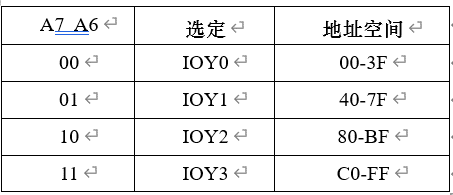 A7 A6 选定 地址空间
00 IOY0 00-3F
01 IOY1 40-7F
10 IOY2 80-BF
11 IOY3 C0-FF